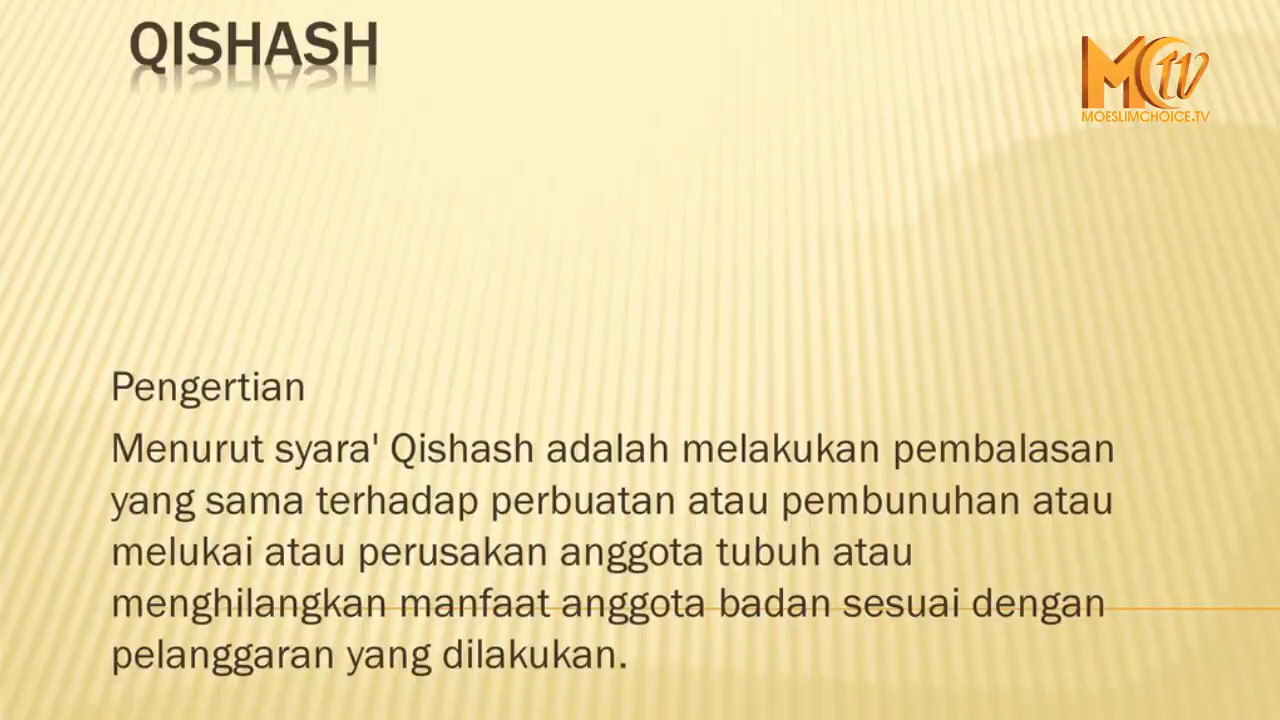 QISHASH
MCtv
MOESLIMCHOICE.TV
Pengertian
Menurut syara' Qishash adalah melakukan pembalasan
yang sama terhadap perbuatan atau pembunuhan atau
melukai atau perusakan anggota tubuh atau
menghilangkan manfaat anggota badan sesuai dengan
pelanggaran yang dilakukan.